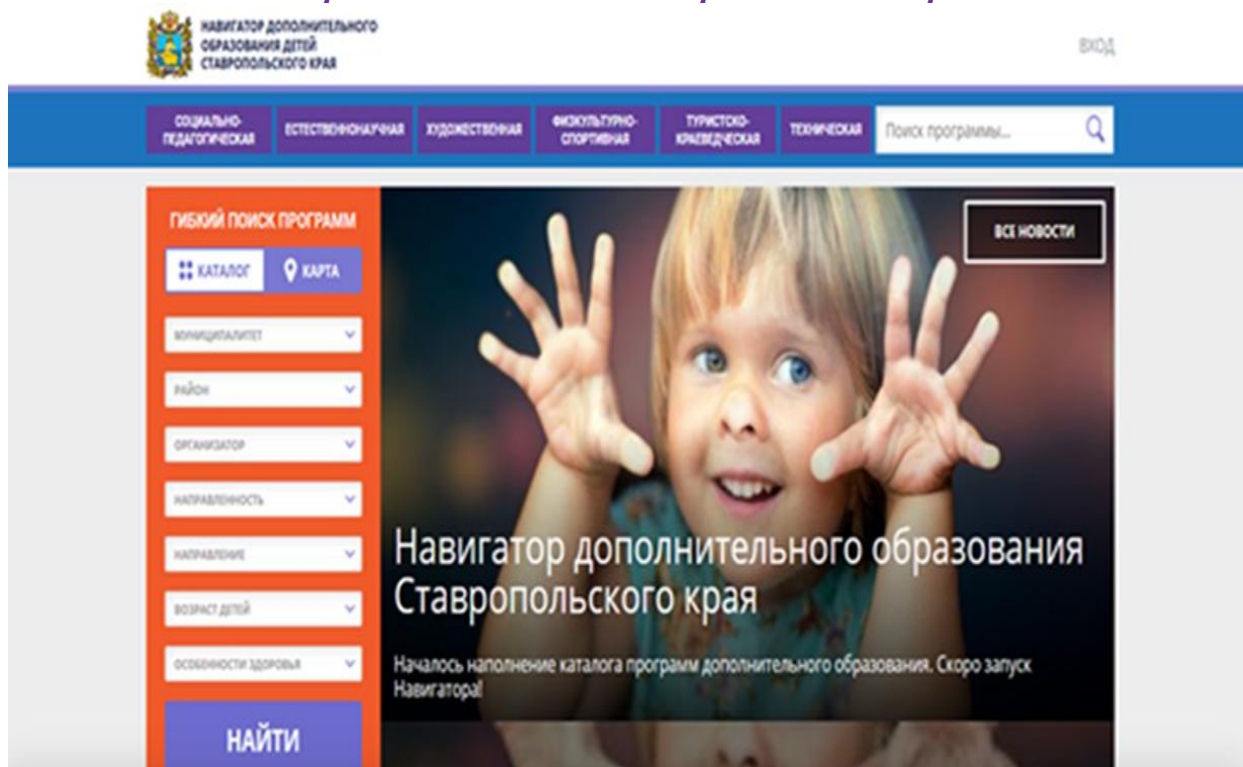 НАВИГАТОР ДОПОЛНИТЕЛЬНОГО
ОБРАЗОВАНИЯ ДЕТЕЙ
СТАВРОПОЛЬСКОГО КРАЯ
ВХОД
СОЦИАЛЬНО-
ПЕДАГОГИЧЕСКАЯ
ЕСТЕСТВЕННОНАУЧНАЯ
ХУДОЖЕСТВЕННАЯ
ФИЗКУЛЬТУРНО-
СПОРТИВНАЯ
ТУРИСТСКО-
КРАЕВЕДЧЕСКАЯ
ТЕХНИЧЕСКАЯ
Поиск программы...
ГИБКИЙ ПОИСК ПРОГРАММ
КАТАЛОГ
КАРТА
МУНИЦИПАЛИТЕТ
РАЙОН
ОРГАНИЗАТОР
НАПРАВЛЕННОСТЬ
НАПРАВЛЕНИЕ
ВОЗРАСТ ДЕТЕЙ
ОСОБЕННОСТИ ЗДОРОВЬЯ
НАЙТИ
ВСЕ НОВОСТИ
Навигатор дополнительного образования
Ставропольского края
Началось наполнение каталога программ дополнительного образования. Скоро запуск
Навигатора!